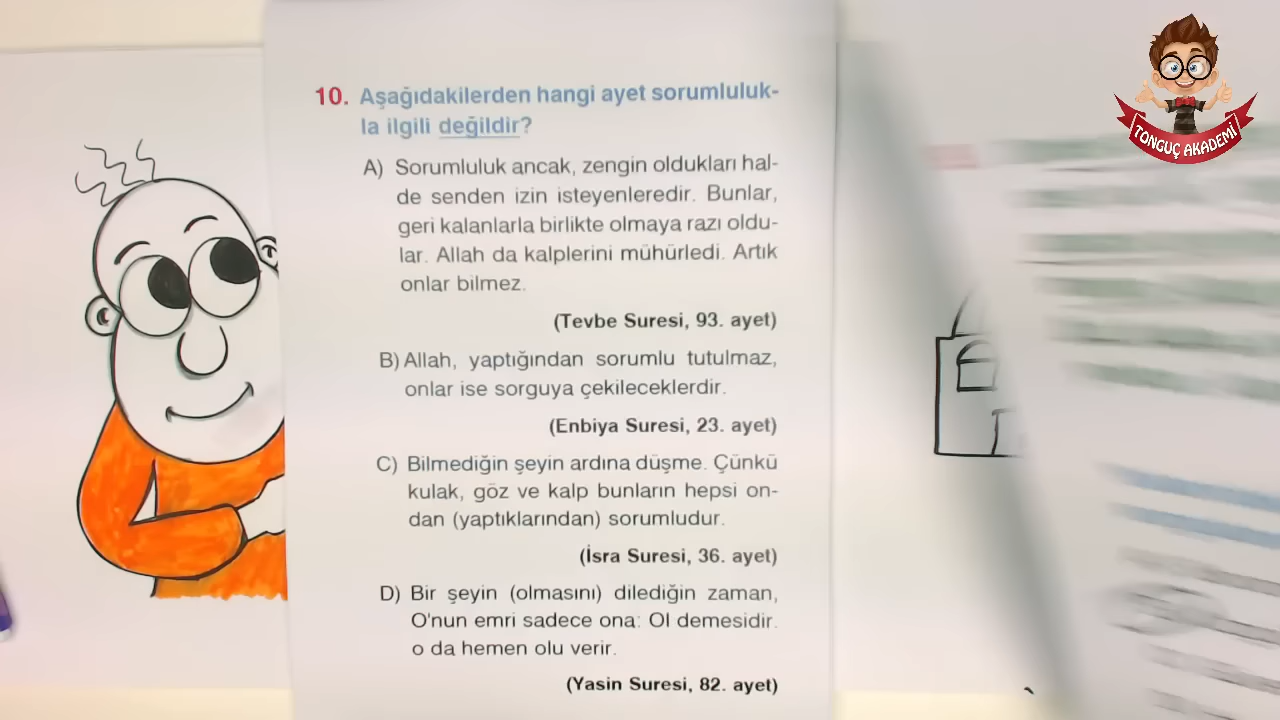 10. Aşağıdakilerden hangi ayet sorumluluk-
la ilgili değildir?
A) Sorumluluk ancak, zengin oldukları hal-
de senden izin isteyenleredir. Bunlar,
geri kalanlarla birlikte olmaya razı oldu-
lar. Allah da kalplerini mühürledi. Artık
onlar bilmez.
(Tevbe Suresi, 93. ayet)
B) Allah, yaptığından sorumlu tutulmaz,
onlar ise sorguya çekileceklerdir.
(Enbiya Suresi, 23. ayet)
C) Bilmediğin şeyin ardına düşme. Çünkü
kulak, göz ve kalp bunların hepsi on-
dan (yaptıklarından) sorumludur.
(İsra Suresi, 36. ayet)
D) Bir şeyin (olmasını) dilediğin zaman,
O'nun emri sadece ona: Ol demesidir.
o da hemen olu verir.
(Yasin Suresi, 82. ayet)
TONGUÇ AKADEMİ